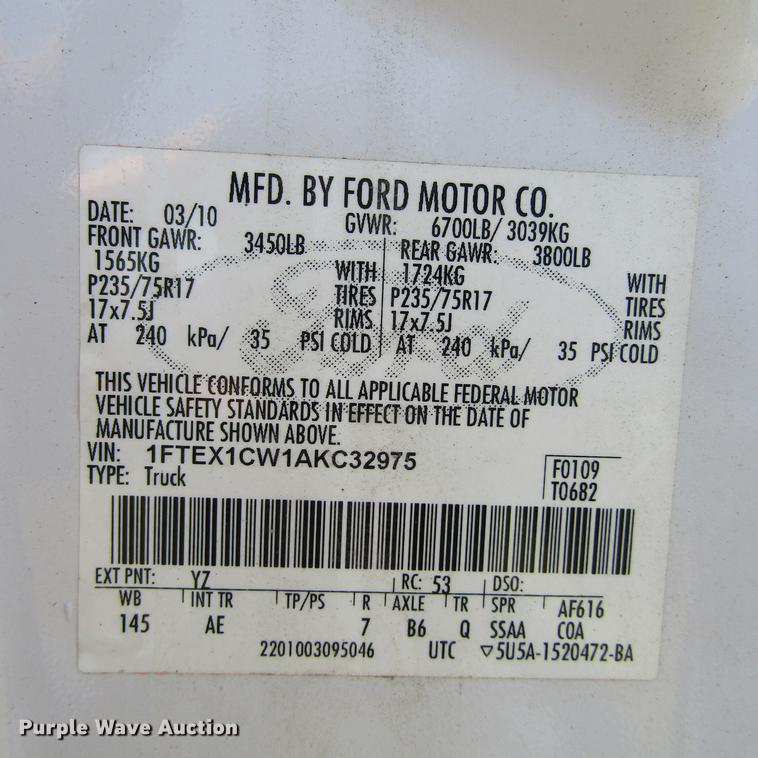 MFD. BY FORD MOTOR CO.
DATE: 03/10 GVWR: 6700LB/ 3039KG
FRONT GAWR: 3450LB REAR GAWR: 3800LB
1565KG WITH 1724KG WITH
P235/75R17 TIRES P235/75R17 TIRES
17x7.5J RIMS 17x7.5J RIMS
AT 240 kPa/ 35 PSI COLD AT 240 kPa/ 35 PSI COLD
Ford
THIS VEHICLE CONFORMS TO ALL APPLICABLE FEDERAL MOTOR
VEHICLE SAFETY STANDARDS IN EFFECT ON THE DATE OF
MANUFACTURE SHOWN ABOVE.
VIN: 1FTEX1CW1AKC32975
TYPE: Truck
F0109
T0682
EXT PNT: YZ RC: 53 DSO:
WB INT TR TP/PS R AXLE TR SPR AF616
145 AE 7 B6 Q SSAA COA
2201003095046 UTC ▽5U5A-1520472-BA
Purple Wave Auction